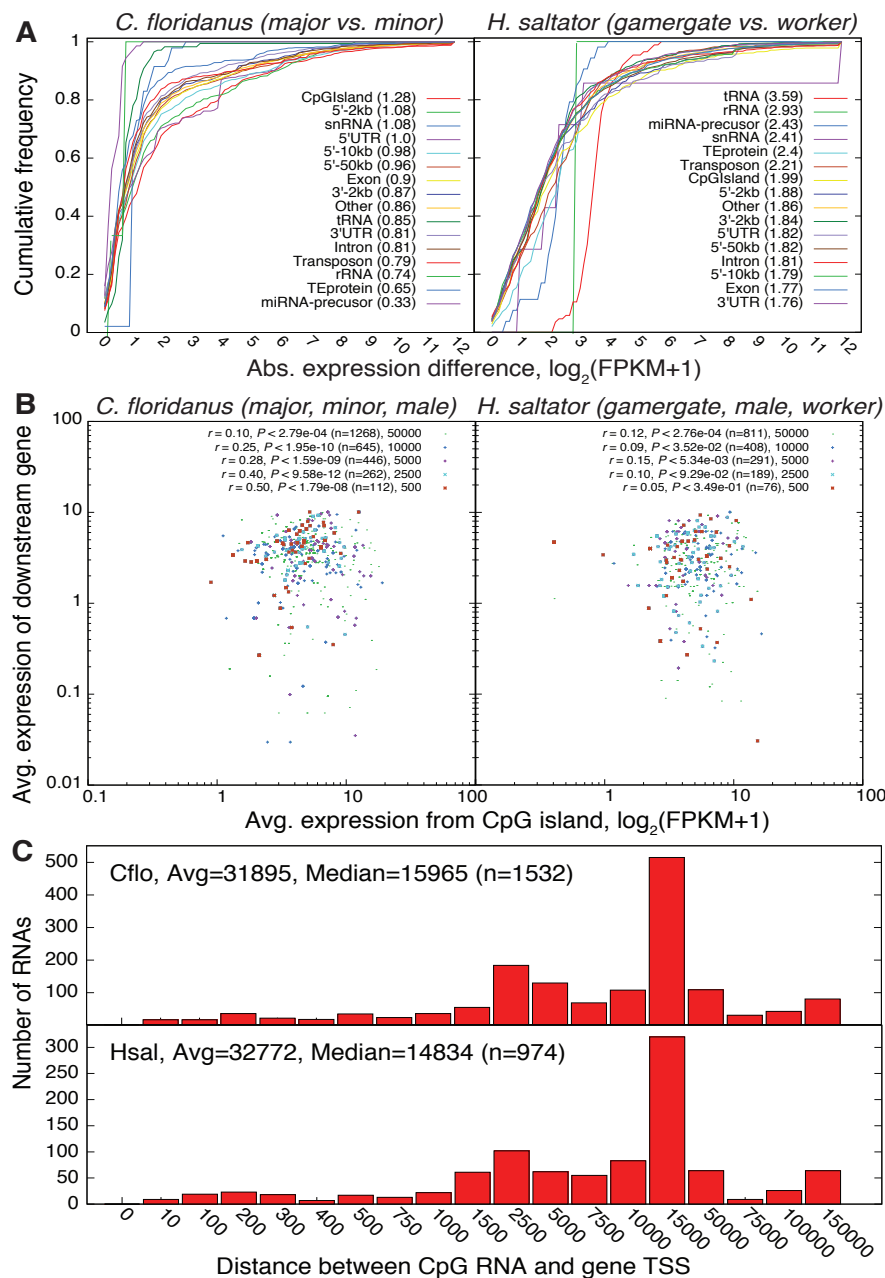 A
C. floridanus (major vs. minor)
H. saltator (gamergate vs. worker)
Cumulative frequency
1
0.8
0.6
0.4
0.2
0
CpGIsland (1.28)
5'-2kb (1.08)
snRNA (1.08)
5'UTR (1.0)
5'-10kb (0.98)
5'-50kb (0.96)
Exon (0.9)
3'-2kb (0.87)
Other (0.86)
tRNA (0.85)
3'UTR (0.81)
Intron (0.81)
Transposon (0.79)
rRNA (0.74)
TEprotein (0.65)
miRNA-precusor (0.33)
tRNA (3.59)
rRNA (2.93)
miRNA-precusor (2.43)
snRNA (2.41)
TEprotein (2.4)
Transposon (2.21)
CpGIsland (1.99)
5'-2kb (1.88)
Other (1.86)
3'-2kb (1.84)
5'UTR (1.82)
5'-50kb (1.82)
Intron (1.81)
5'-10kb (1.79)
Exon (1.77)
3'UTR (1.76)
0 1 2 3 4 5 6 7 8 9 10 11 12
0 1 2 3 4 5 6 7 8 9 10 11 12
Abs. expression difference, log2(FPKM+1)
B
C. floridanus (major, minor, male)
H. saltator (gamergate, male, worker)
Avg. expression of downstream gene
100
10
1
0.1
0.01
r = 0.10, P < 2.79e-04 (n=1268), 50000
r = 0.25, P < 1.95e-10 (n=645), 10000
r = 0.28, P < 1.59e-09 (n=446), 5000
r = 0.40, P < 9.58e-12 (n=262), 2500
r = 0.50, P < 1.79e-08 (n=112), 500
r = 0.12, P < 2.76e-04 (n=811), 50000
r = 0.09, P < 3.52e-02 (n=408), 10000
r = 0.15, P < 5.34e-03 (n=291), 5000
r = 0.10, P < 9.29e-02 (n=189), 2500
r = 0.05, P < 3.49e-01 (n=76), 500
0.1 1 10 100
1 10 100
Avg. expression from CpG island, log2(FPKM+1)
C
Number of RNAs
Cflo, Avg=31895, Median=15965 (n=1532)
500
400
300
200
100
Hsal, Avg=32772, Median=14834 (n=974)
300
250
200
150
100
50
0
0 10 100 200 300 400 500 750 1000 1500 2500 5000 7500 10000 15000 50000 75000 100000 150000
Distance between CpG RNA and gene TSS